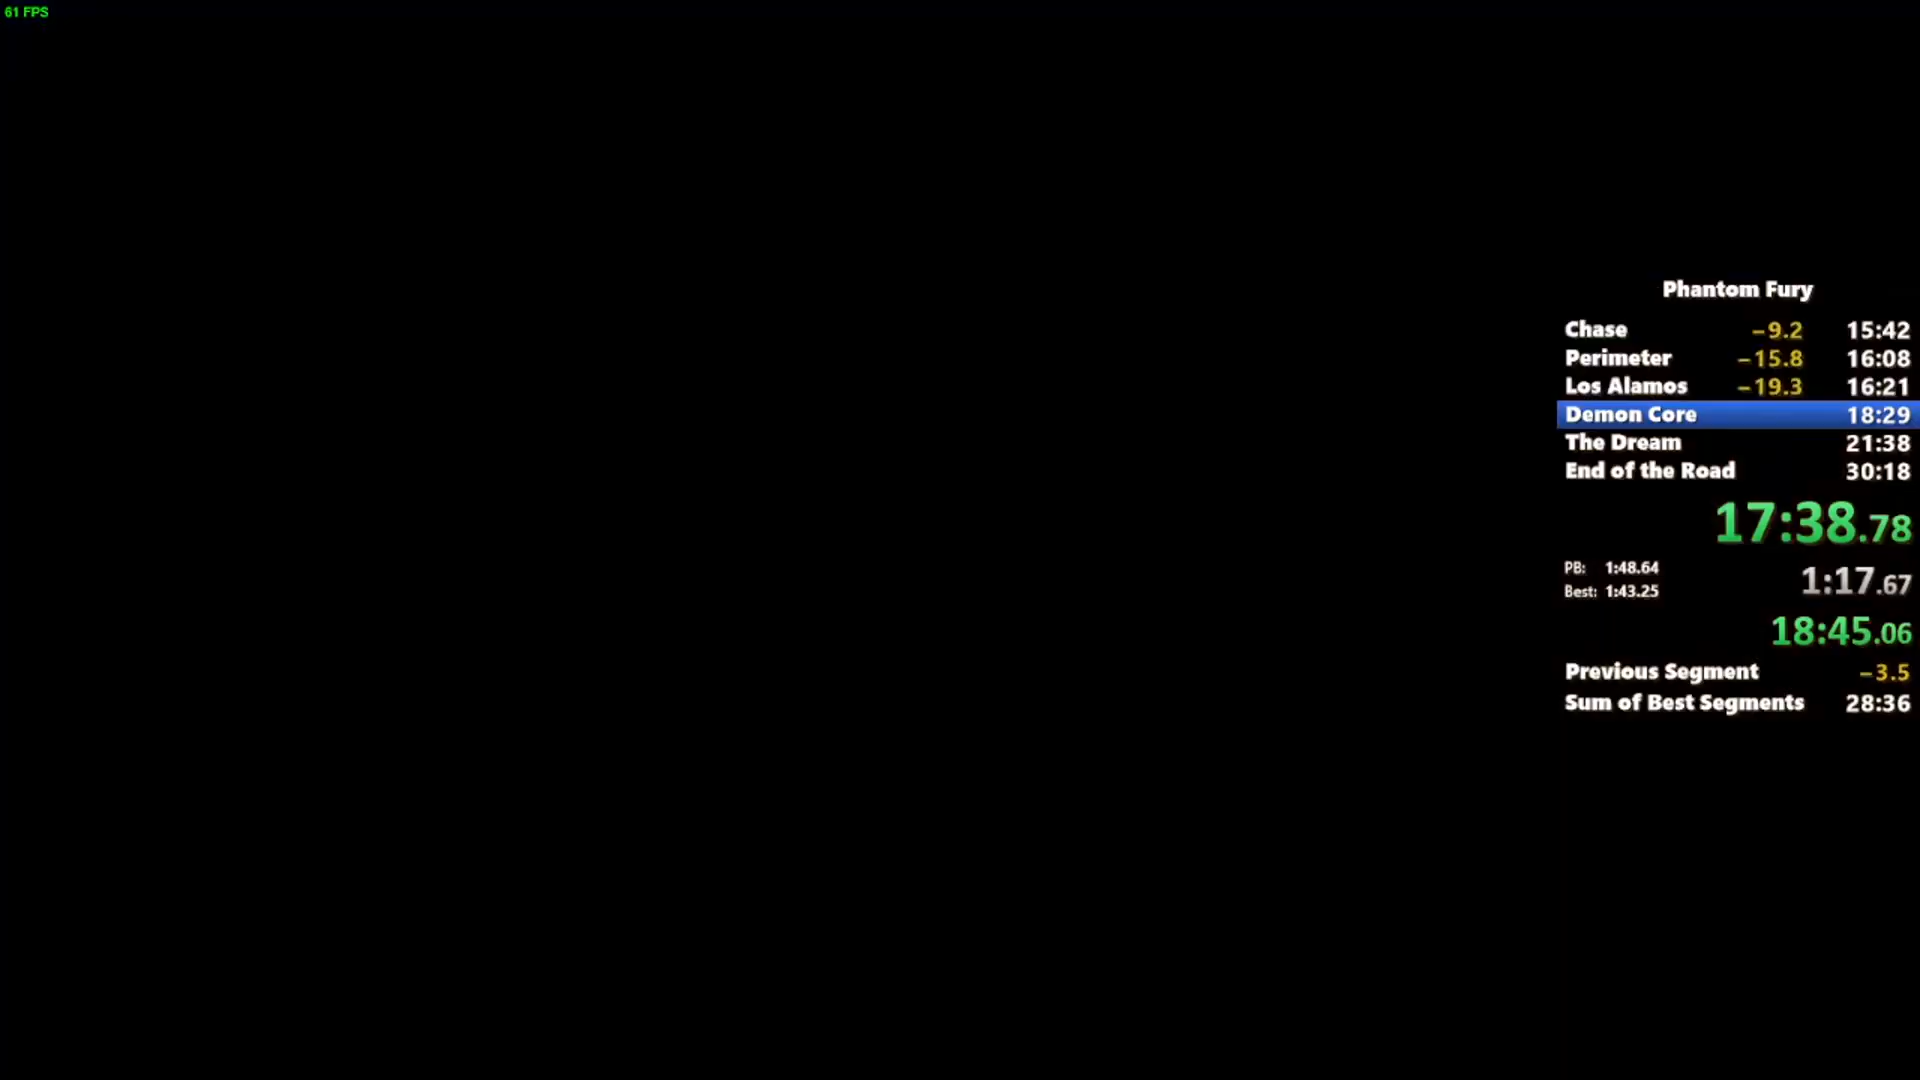 61 FPS
Phantom Fury
Chase −9.2 15:42
Perimeter −15.8 16:08
Los Alamos −19.3 16:21
Demon Core 18:29
The Dream 21:38
End of the Road 30:18
17:38.78
PB: 1:48.64
Best: 1:43.25
1:17.67
18:45.06
Previous Segment −3.5
Sum of Best Segments 28:36